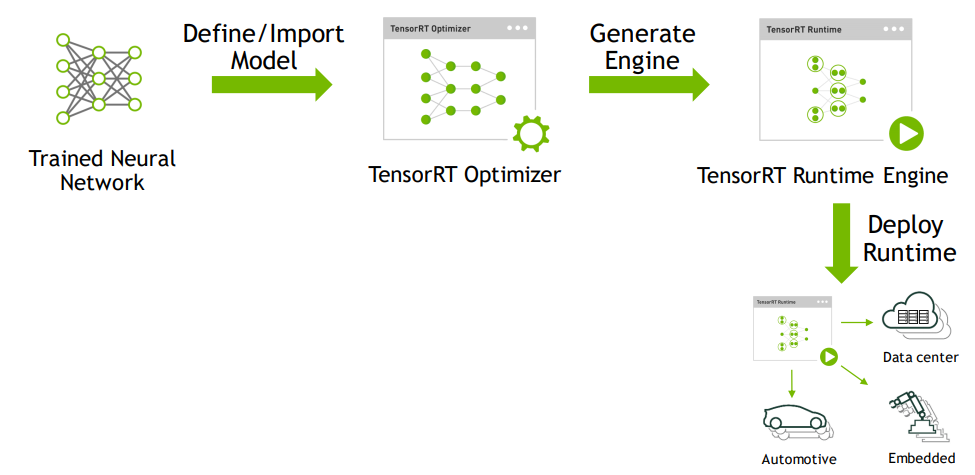 Define/Import
Model
TensorRT Optimizer
Generate
Engine
TensorRT Runtime
Trained Neural
Network
TensorRT Optimizer
TensorRT Runtime Engine
Deploy
Runtime
TensorRT Runtime
Data center
Automotive
Embedded